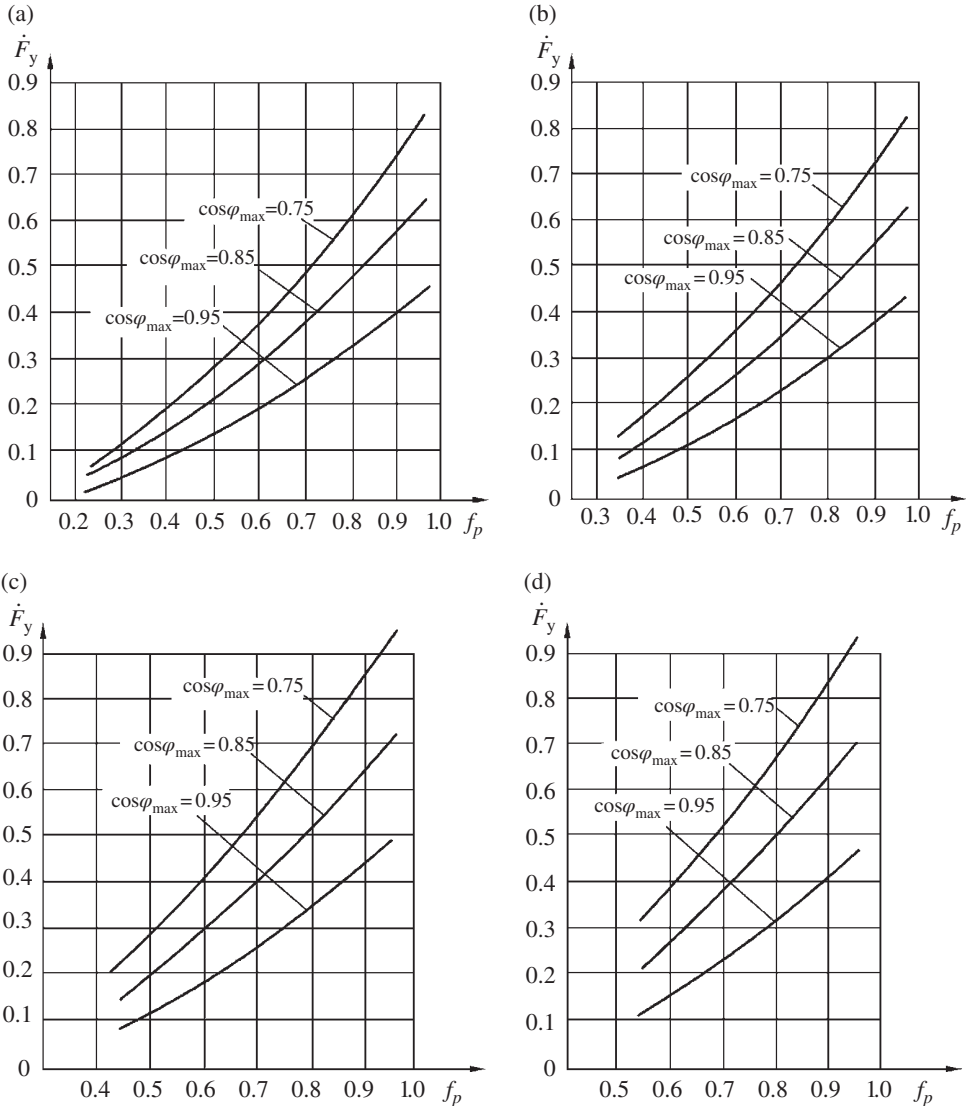 (a)
Ḟy
0.9
0.8
0.7
0.6
0.5
0.4
0.3
0.2
0.1
0
cosφmax=0.75
cosφmax=0.85
cosφmax=0.95
0.2 0.3 0.4 0.5 0.6 0.7 0.8 0.9 1.0 fp
(b)
Ḟy
0.9
0.8
0.7
0.6
0.5
0.4
0.3
0.2
0.1
0
cosφmax=0.75
cosφmax=0.85
cosφmax=0.95
0.3 0.4 0.5 0.6 0.7 0.8 0.9 1.0 fp
(c)
Ḟy
0.9
0.8
0.7
0.6
0.5
0.4
0.3
0.2
0.1
0
cosφmax=0.75
cosφmax=0.85
cosφmax=0.95
0.4 0.5 0.6 0.7 0.8 0.9 1.0 fp
(d)
Ḟy
0.9
0.8
0.7
0.6
0.5
0.4
0.3
0.2
0.1
0
cosφmax=0.75
cosφmax=0.85
cosφmax=0.95
0.5 0.6 0.7 0.8 0.9 1.0 fp